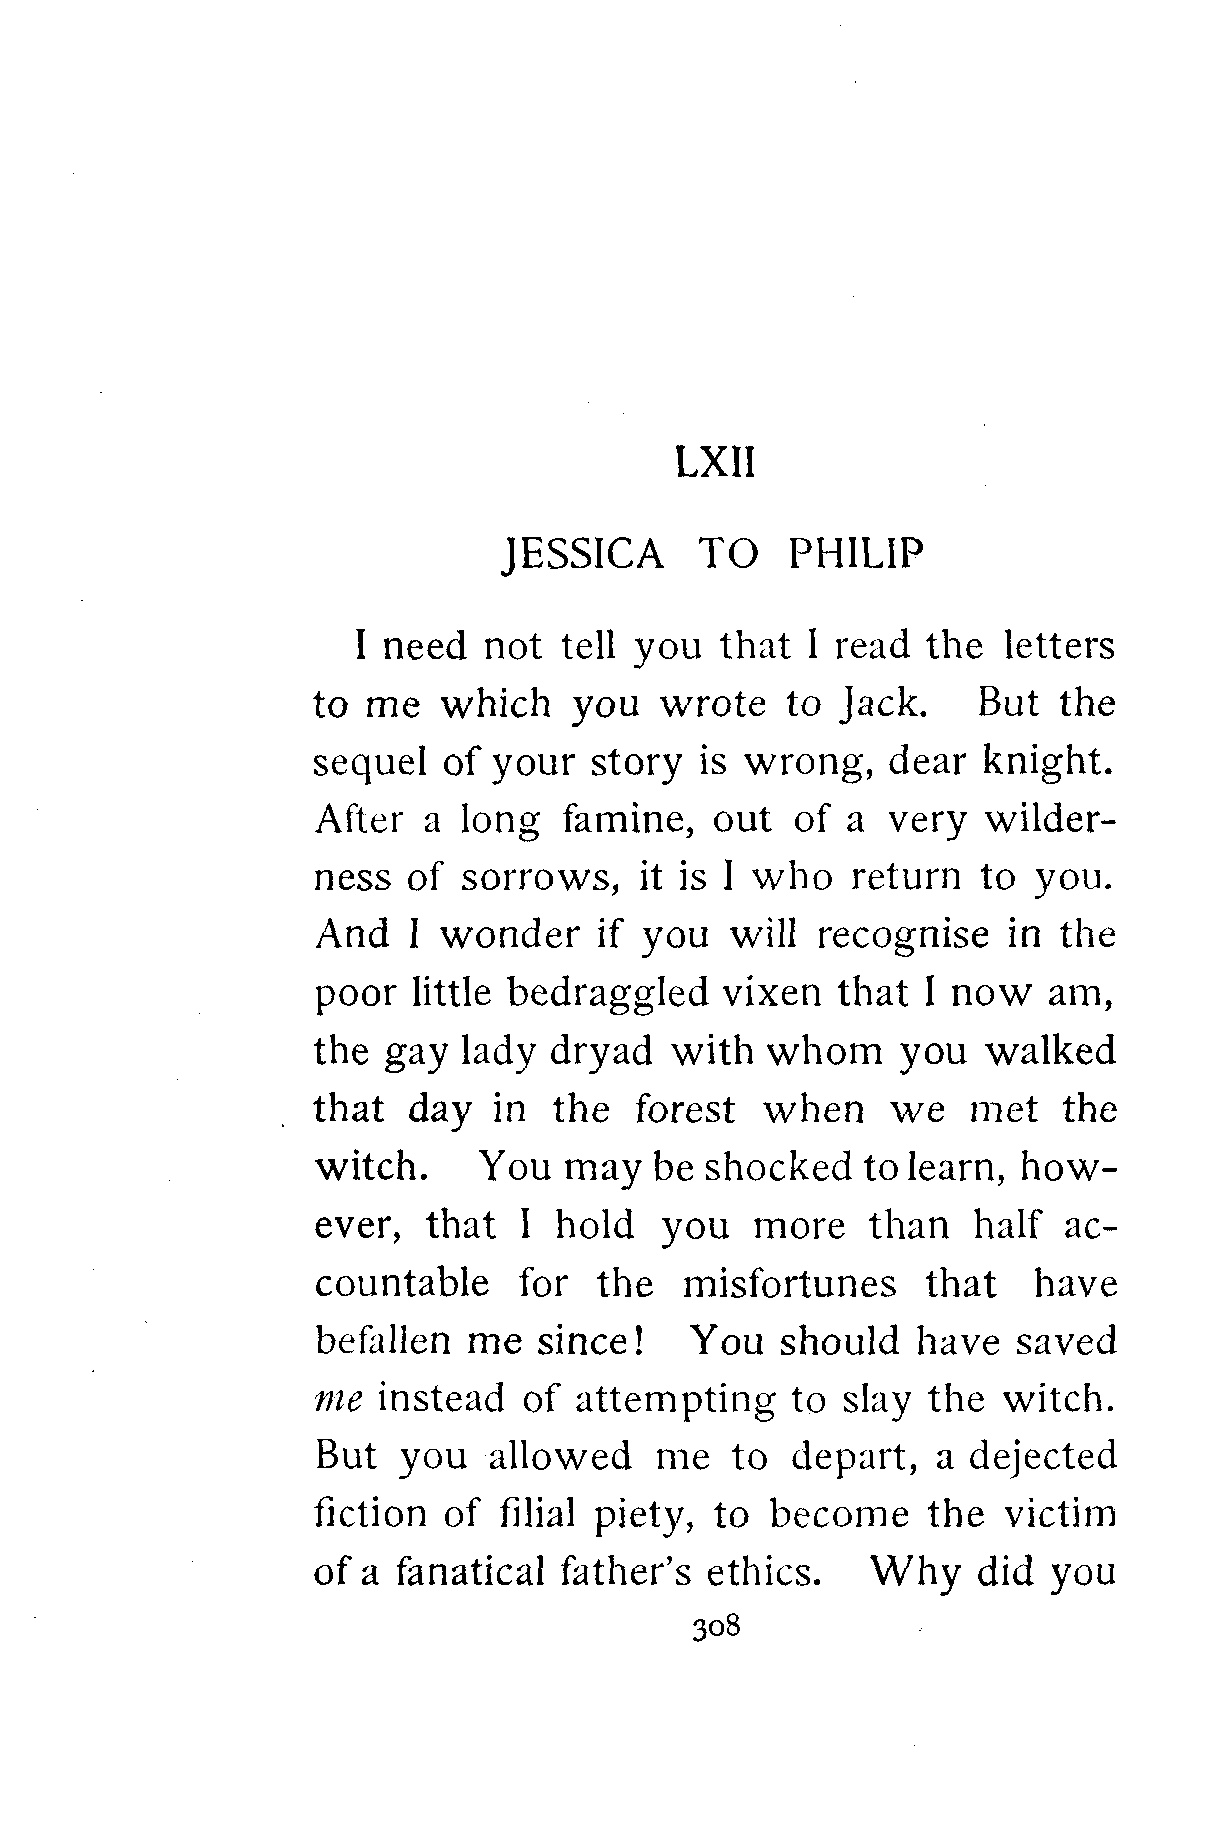 LXII
JESSICA TO PHILIP
I need not tell you that I read the letters
to me which you wrote to Jack. But the
sequel of your story is wrong, dear knight.
After a long famine, out of a very wilder-
ness of sorrows, it is I who return to you.
And I wonder if you will recognise in the
poor little bedraggled vixen that I now am,
the gay lady dryad with whom you walked
that day in the forest when we met the
witch. You may be shocked to learn, how-
ever, that I hold you more than half ac-
countable for the misfortunes that have
befallen me since! You should have saved
me instead of attempting to slay the witch.
But you allowed me to depart, a dejected
fiction of filial piety, to become the victim
of a fanatical father's ethics. Why did you
308